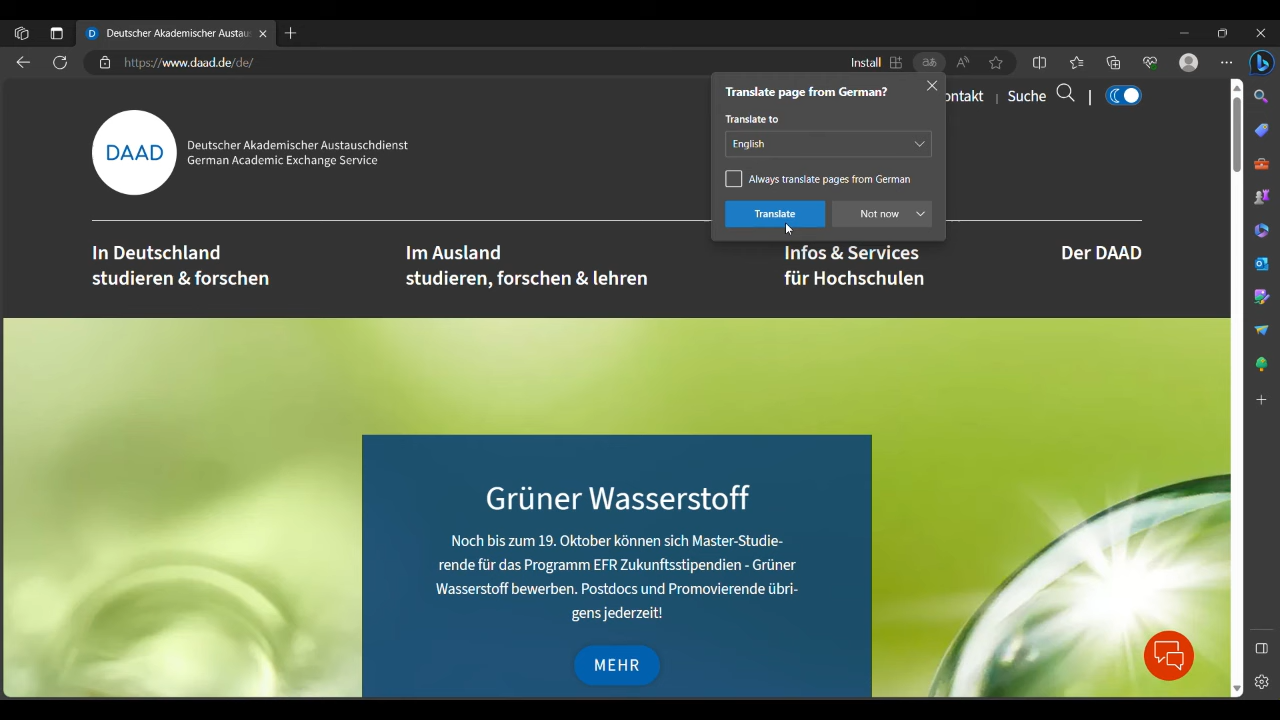 D Deutscher Akademischer Austau
https://www.daad.de/de/
Install
Translate page from German?
Translate to
English
Always translate pages from German
Translate
Not now
Suche
|
DAAD
Deutscher Akademischer Austauschdienst
German Academic Exchange Service
In Deutschland
studieren & forschen
Im Ausland
studieren, forschen & lehren
Infos & Services
für Hochschulen
Der DAAD
Grüner Wasserstoff
Noch bis zum 19. Oktober können sich Master-Studie-
rende für das Programm EFR Zukunftsstipendien - Grüner
Wasserstoff bewerben. Postdocs und Promovierende übri-
gens jederzeit!
MEHR